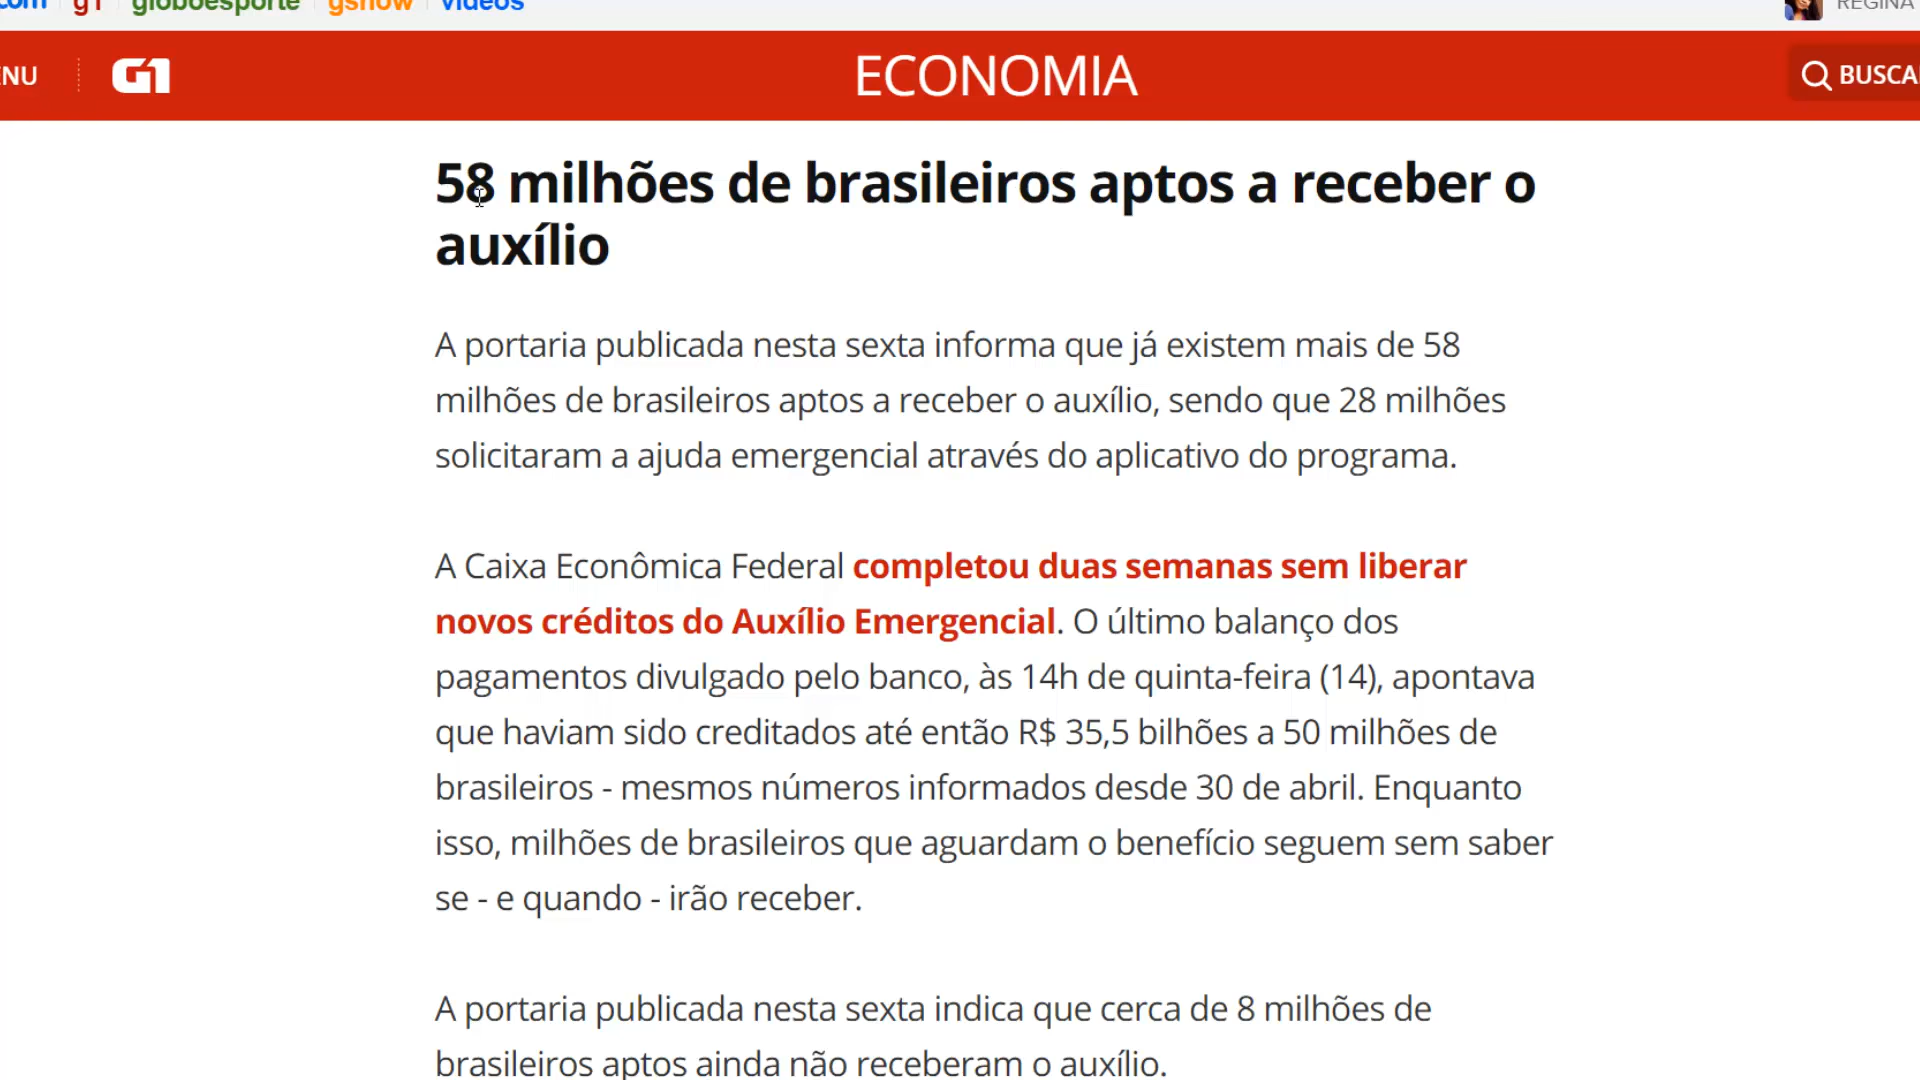 com g1 globoesporte gshow vídeos REGINA
ENU G1 ECONOMIA BUSCA
58 milhões de brasileiros aptos a receber o
auxílio
A portaria publicada nesta sexta informa que já existem mais de 58
milhões de brasileiros aptos a receber o auxílio, sendo que 28 milhões
solicitaram a ajuda emergencial através do aplicativo do programa.
A Caixa Econômica Federal completou duas semanas sem liberar
novos créditos do Auxílio Emergencial. O último balanço dos
pagamentos divulgado pelo banco, às 14h de quinta-feira (14), apontava
que haviam sido creditados até então R$ 35,5 bilhões a 50 milhões de
brasileiros - mesmos números informados desde 30 de abril. Enquanto
isso, milhões de brasileiros que aguardam o benefício seguem sem saber
se - e quando - irão receber.
A portaria publicada nesta sexta indica que cerca de 8 milhões de
brasileiros aptos ainda não receberam o auxílio.